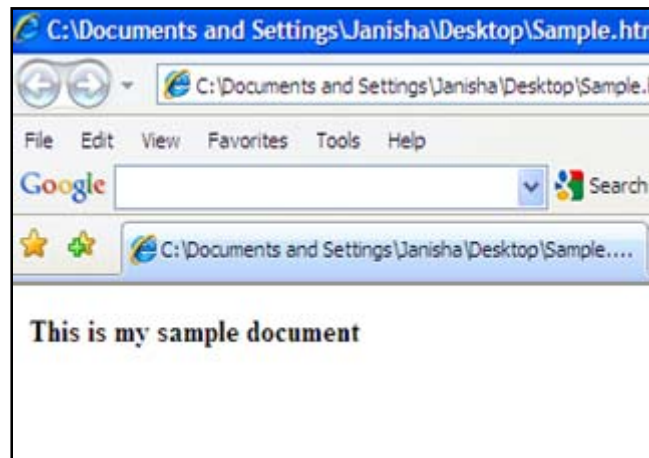 C:\Documents and Settings\Janisha\Desktop\Sample.htm
C:\Documents and Settings\Janisha\Desktop\Sample.
File Edit View Favorites Tools Help
Google Search
C:\Documents and Settings\Janisha\Desktop\Sample....
This is my sample document